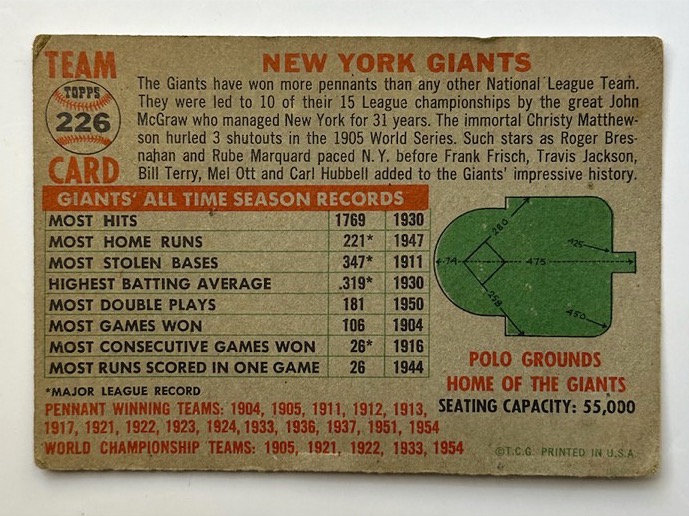 TEAM
TOPPS
226
CARD
NEW YORK GIANTS
The Giants have won more pennants than any other National League Team.
They were led to 10 of their 15 League championships by the great John
McGraw who managed New York for 31 years. The immortal Christy Matthew-
son hurled 3 shutouts in the 1905 World Series. Such stars as Roger Bres-
nahan and Rube Marquard paced N.Y. before Frank Frisch, Travis Jackson,
Bill Terry, Mel Ott and Carl Hubbell added to the Giants' impressive history.
GIANTS' ALL TIME SEASON RECORDS
MOST HITS 1769 1930
MOST HOME RUNS 221* 1947
MOST STOLEN BASES 347* 1911
HIGHEST BATTING AVERAGE .319* 1930
MOST DOUBLE PLAYS 181 1950
MOST GAMES WON 106 1904
MOST CONSECUTIVE GAMES WON 26* 1916
MOST RUNS SCORED IN ONE GAME 26 1944
*MAJOR LEAGUE RECORD
PENNANT WINNING TEAMS: 1904, 1905, 1911, 1912, 1913,
1917, 1921, 1922, 1923, 1924, 1933, 1936, 1937, 1951, 1954
WORLD CHAMPIONSHIP TEAMS: 1905, 1921, 1922, 1933, 1954
280
425
74
475
258
450
POLO GROUNDS
HOME OF THE GIANTS
SEATING CAPACITY: 55,000
©T.C.G. PRINTED IN U.S.A.